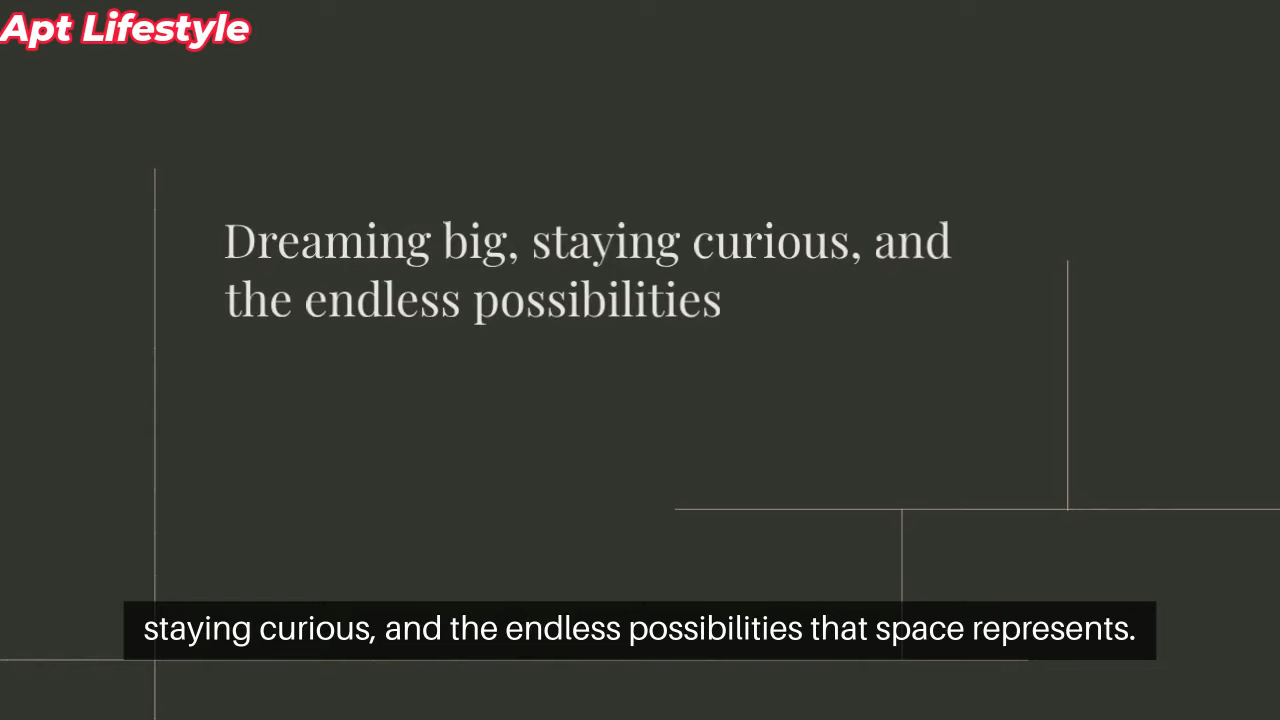 Apt Lifestyle
Dreaming big, staying curious, and
the endless possibilities
staying curious, and the endless possibilities that space represents.